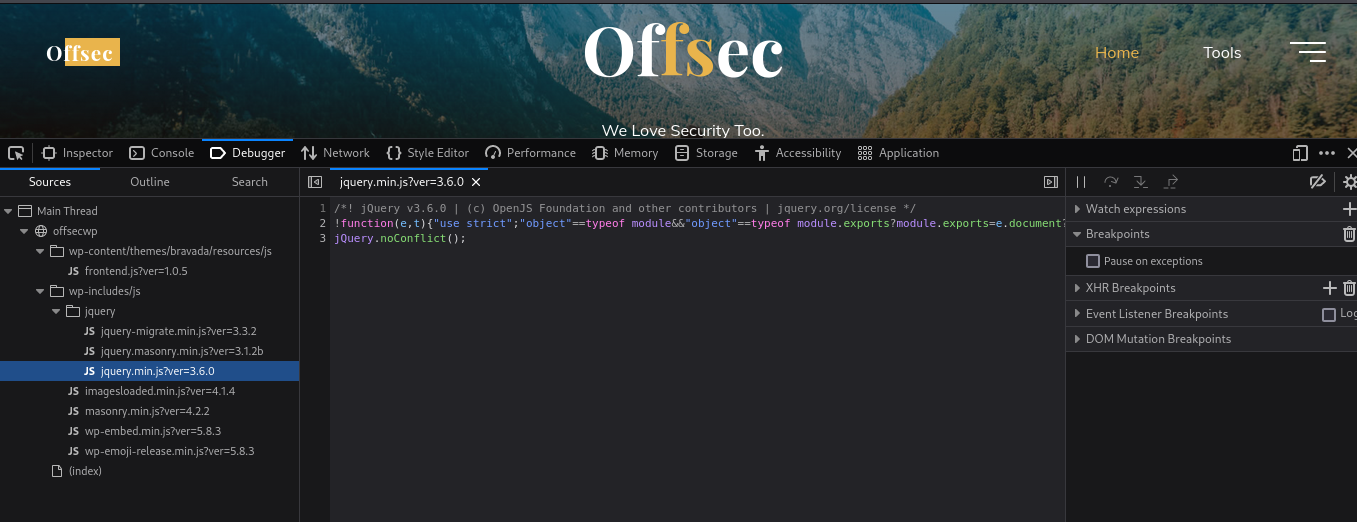 Offsec
Offsec
Home
Tools
We Love Security Too.
Inspector
Console
Debugger
Network
Style Editor
Performance
Memory
Storage
Accessibility
Application
Sources
Outline
Search
jquery.min.js?ver=3.6.0
Main Thread
offsecwp
wp-content/themes/bravada/resources/js
JS frontend.js?ver=1.0.5
wp-includes/js
jquery
JS jquery-migrate.min.js?ver=3.3.2
JS jquery.masonry.min.js?ver=3.1.2b
JS jquery.min.js?ver=3.6.0
JS imagesloaded.min.js?ver=4.1.4
JS masonry.min.js?ver=4.2.2
JS wp-embed.min.js?ver=5.8.3
JS wp-emoji-release.min.js?ver=5.8.3
(index)
1 /*! jQuery v3.6.0 | (c) OpenJS Foundation and other contributors | jquery.org/license */
2 !function(e,t){"use strict";"object"==typeof module&&"object"==typeof module.exports?module.exports=e.document?
3 jQuery.noConflict();
Watch expressions
Breakpoints
Pause on exceptions
XHR Breakpoints
Event Listener Breakpoints
Log
DOM Mutation Breakpoints